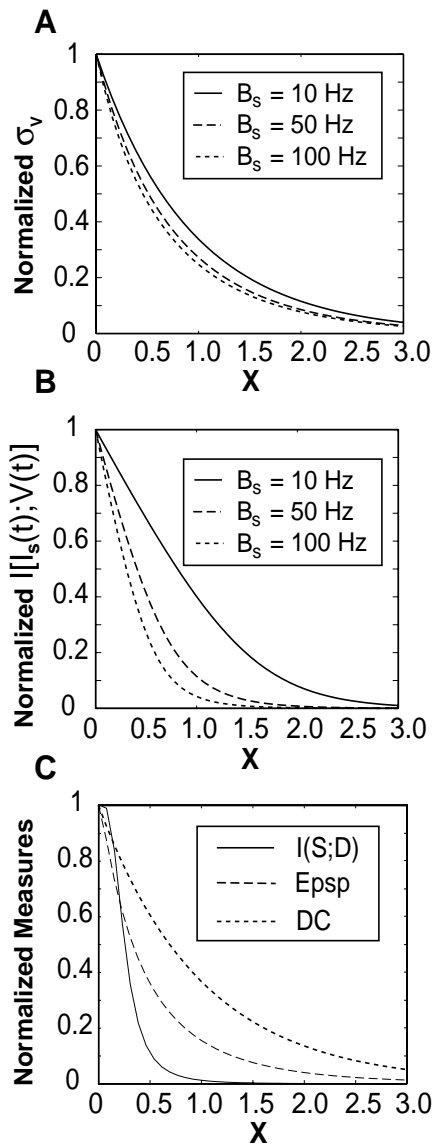 A
Normalized σv
1
0.8
0.6
0.4
0.2
0
Bs = 10 Hz
Bs = 50 Hz
Bs = 100 Hz
0 0.5 1.0 1.5 2.0 2.5 3.0
X
B
Normalized I[Is(t);V(t)]
1
0.8
0.6
0.4
0.2
0
Bs = 10 Hz
Bs = 50 Hz
Bs = 100 Hz
0 0.5 1.0 1.5 2.0 2.5 3.0
X
C
Normalized Measures
1
0.8
0.6
0.4
0.2
0
I(S;D)
Epsp
DC
0 0.5 1.0 1.5 2.0 2.5 3.0
X